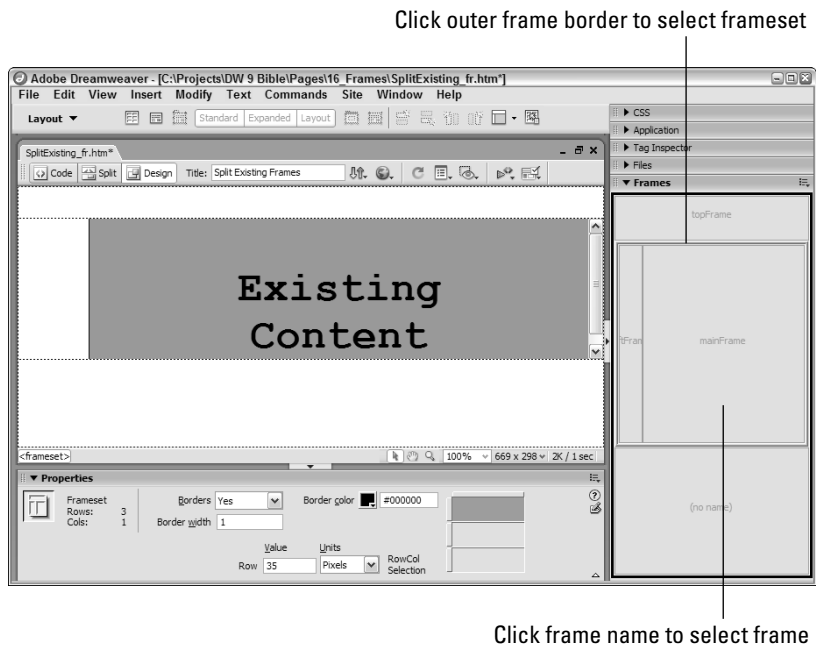 Click outer frame border to select frameset
Adobe Dreamweaver - [C:\Projects\DW 9 Bible\Pages\16_Frames\SplitExisting_fr.htm*]
File Edit View Insert Modify Text Commands Site Window Help
Layout Standard Expanded Layout
CSS
Application
Tag Inspector
Files
Frames
SplitExisting_fr.htm*
Code Split Design Title: Split Existing Frames
topFrame
Existing
Content
tFran mainFrame
(no name)
<frameset> 100% 669 x 298 2K / 1 sec
Properties
Frameset Borders Yes Border color #000000
Rows: 3
Cols: 1 Border width 1
Value Units
Row 35 Pixels RowCol
Selection
Click frame name to select frame